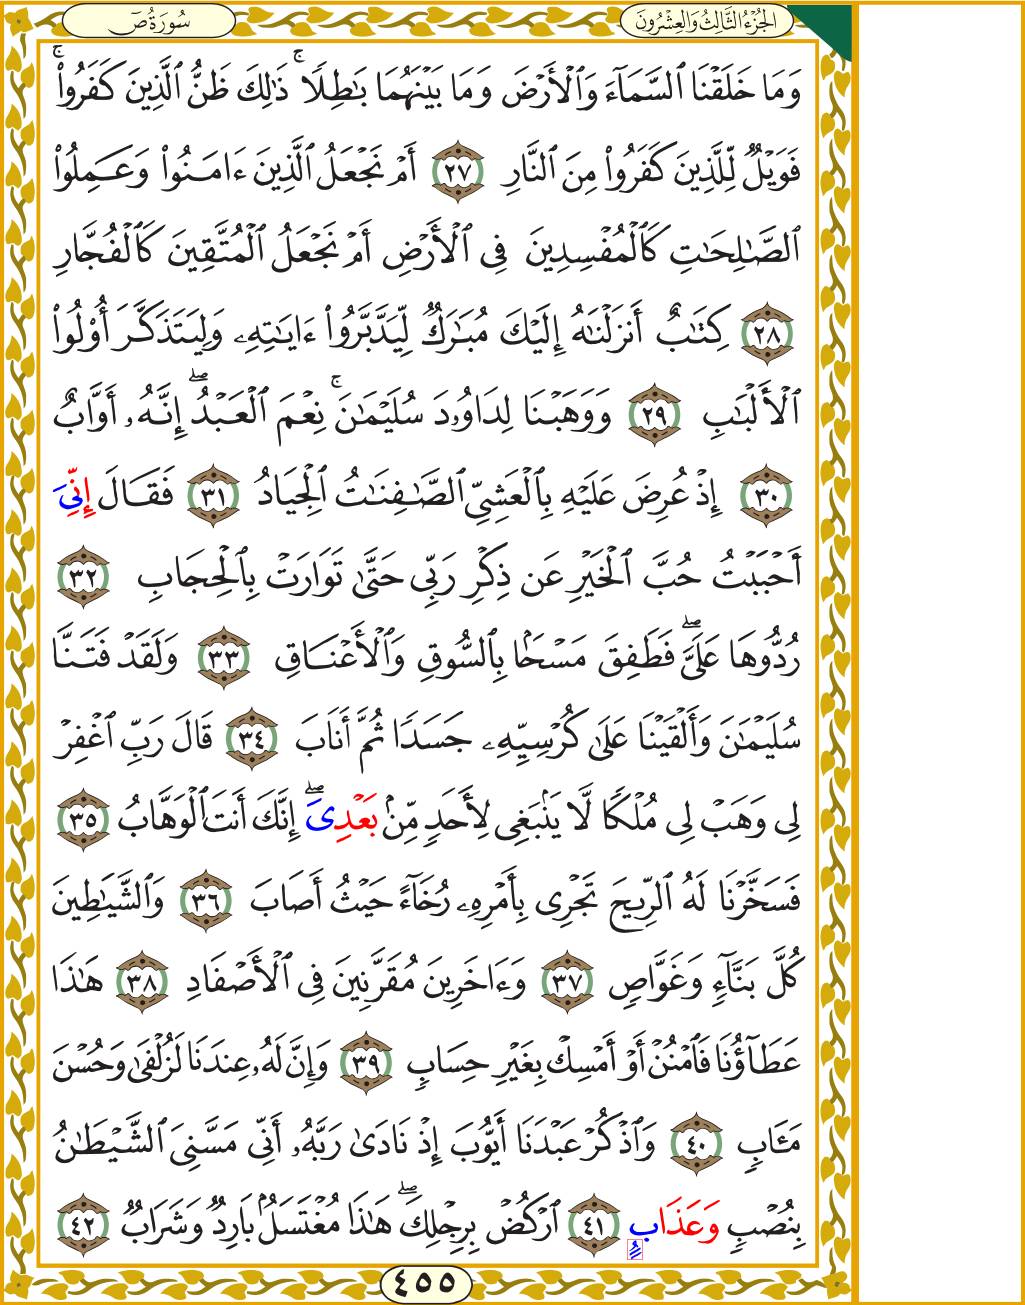 الجُزْءُ الثَّالِثُ وَالعِشْرُونَ
سُورَةُ صٓ
وَمَا خَلَقْنَا ٱلسَّمَآءَ وَٱلْأَرْضَ وَمَا بَيْنَهُمَا بَٰطِلًا ۚ ذَٰلِكَ ظَنُّ ٱلَّذِينَ كَفَرُوا۟ ۚ
فَوَيْلٌ لِّلَّذِينَ كَفَرُوا۟ مِنَ ٱلنَّارِ ٢٧ أَمْ نَجْعَلُ ٱلَّذِينَ ءَامَنُوا۟ وَعَمِلُوا۟
ٱلصَّٰلِحَٰتِ كَٱلْمُفْسِدِينَ فِى ٱلْأَرْضِ أَمْ نَجْعَلُ ٱلْمُتَّقِينَ كَٱلْفُجَّارِ
٢٨ كِتَٰبٌ أَنزَلْنَٰهُ إِلَيْكَ مُبَٰرَكٌ لِّيَدَّبَّرُوٓا۟ ءَايَٰتِهِۦ وَلِيَتَذَكَّرَ أُو۟لُوا۟
ٱلْأَلْبَٰبِ ٢٩ وَوَهَبْنَا لِدَاوُۥدَ سُلَيْمَٰنَ ۚ نِعْمَ ٱلْعَبْدُ ۖ إِنَّهُۥ أَوَّابٌ
٣٠ إِذْ عُرِضَ عَلَيْهِ بِٱلْعَشِىِّ ٱلصَّٰفِنَٰتُ ٱلْجِيَادُ ٣١ فَقَالَ إِنِّىَ
أَحْبَبْتُ حُبَّ ٱلْخَيْرِ عَن ذِكْرِ رَبِّى حَتَّىٰ تَوَارَتْ بِٱلْحِجَابِ ٣٢
رُدُّوهَا عَلَىَّ ۖ فَطَفِقَ مَسْحًۢا بِٱلسُّوقِ وَٱلْأَعْنَاقِ ٣٣ وَلَقَدْ فَتَنَّا
سُلَيْمَٰنَ وَأَلْقَيْنَا عَلَىٰ كُرْسِيِّهِۦ جَسَدًا ثُمَّ أَنَابَ ٣٤ قَالَ رَبِّ ٱغْفِرْ
لِى وَهَبْ لِى مُلْكًا لَّا يَنۢبَغِى لِأَحَدٍ مِّنۢ بَعْدِىَ ۖ إِنَّكَ أَنتَ ٱلْوَهَّابُ ٣٥
فَسَخَّرْنَا لَهُ ٱلرِّيحَ تَجْرِى بِأَمْرِهِۦ رُخَآءً حَيْثُ أَصَابَ ٣٦ وَٱلشَّيَٰطِينَ
كُلَّ بَنَّآءٍ وَغَوَّاصٍ ٣٧ وَءَاخَرِينَ مُقَرَّنِينَ فِى ٱلْأَصْفَادِ ٣٨ هَٰذَا
عَطَآؤُنَا فَٱمْنُنْ أَوْ أَمْسِكْ بِغَيْرِ حِسَابٍ ٣٩ وَإِنَّ لَهُۥ عِندَنَا لَزُلْفَىٰ وَحُسْنَ
مَـَٔابٍ ٤٠ وَٱذْكُرْ عَبْدَنَآ أَيُّوبَ إِذْ نَادَىٰ رَبَّهُۥٓ أَنِّى مَسَّنِىَ ٱلشَّيْطَٰنُ
بِنُصْبٍ وَعَذَابٍ ٤١ ٱرْكُضْ بِرِجْلِكَ ۖ هَٰذَا مُغْتَسَلٌۢ بَارِدٌ وَشَرَابٌ ٤٢
٤٥٥